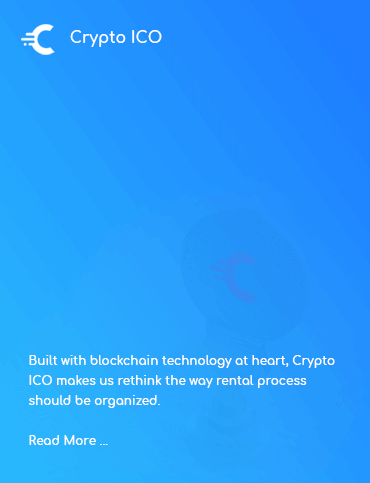 Crypto ICO
Built with blockchain technology at heart, Crypto
ICO makes us rethink the way rental process
should be organized.
Read More ...